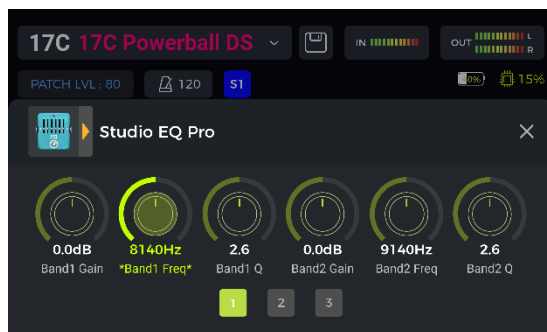 17C 17C Powerball DS
IN
OUT L
R
PATCH LVL : 80
120
S1
15%
Studio EQ Pro
0.0dB 8140Hz 2.6 0.0dB 9140Hz 2.6
Band1 Gain *Band1 Freq* Band1 Q Band2 Gain Band2 Freq Band2 Q
1 2 3